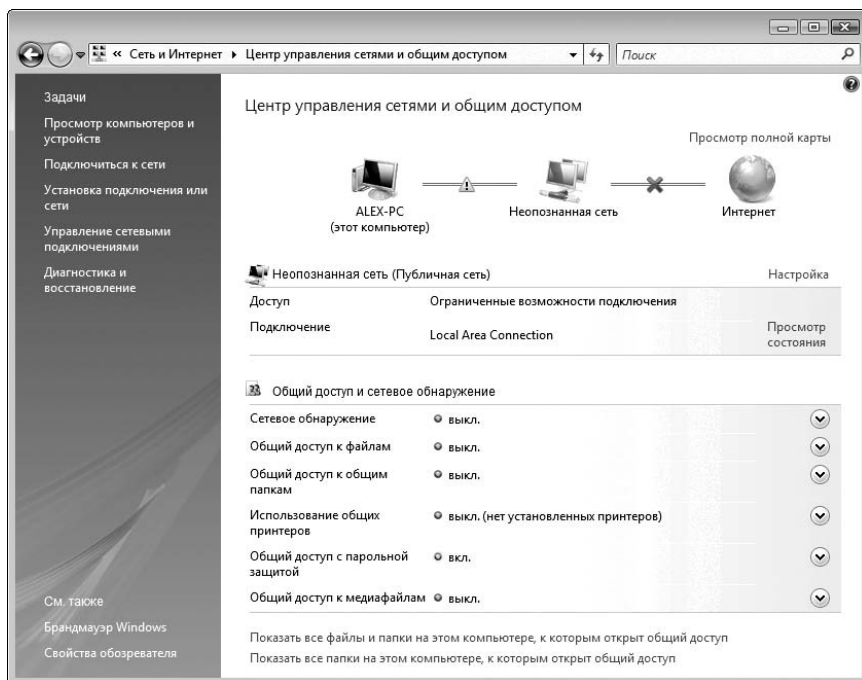 « Сеть и Интернет ▸ Центр управления сетями и общим доступом
Поиск
Задачи
Просмотр компьютеров и
устройств
Подключиться к сети
Установка подключения или
сети
Управление сетевыми
подключениями
Диагностика и
восстановление
См. также
Брандмауэр Windows
Свойства обозревателя
Центр управления сетями и общим доступом
Просмотр полной карты
ALEX-PC
(этот компьютер)
Неопознанная сеть
Интернет
Неопознанная сеть (Публичная сеть)
Настройка
Доступ
Ограниченные возможности подключения
Подключение
Local Area Connection
Просмотр
состояния
Общий доступ и сетевое обнаружение
Сетевое обнаружение
выкл.
Общий доступ к файлам
выкл.
Общий доступ к общим
папкам
выкл.
Использование общих
принтеров
выкл. (нет установленных принтеров)
Общий доступ с парольной
защитой
вкл.
Общий доступ к медиафайлам
выкл.
Показать все файлы и папки на этом компьютере, к которым открыт общий доступ
Показать все папки на этом компьютере, к которым открыт общий доступ